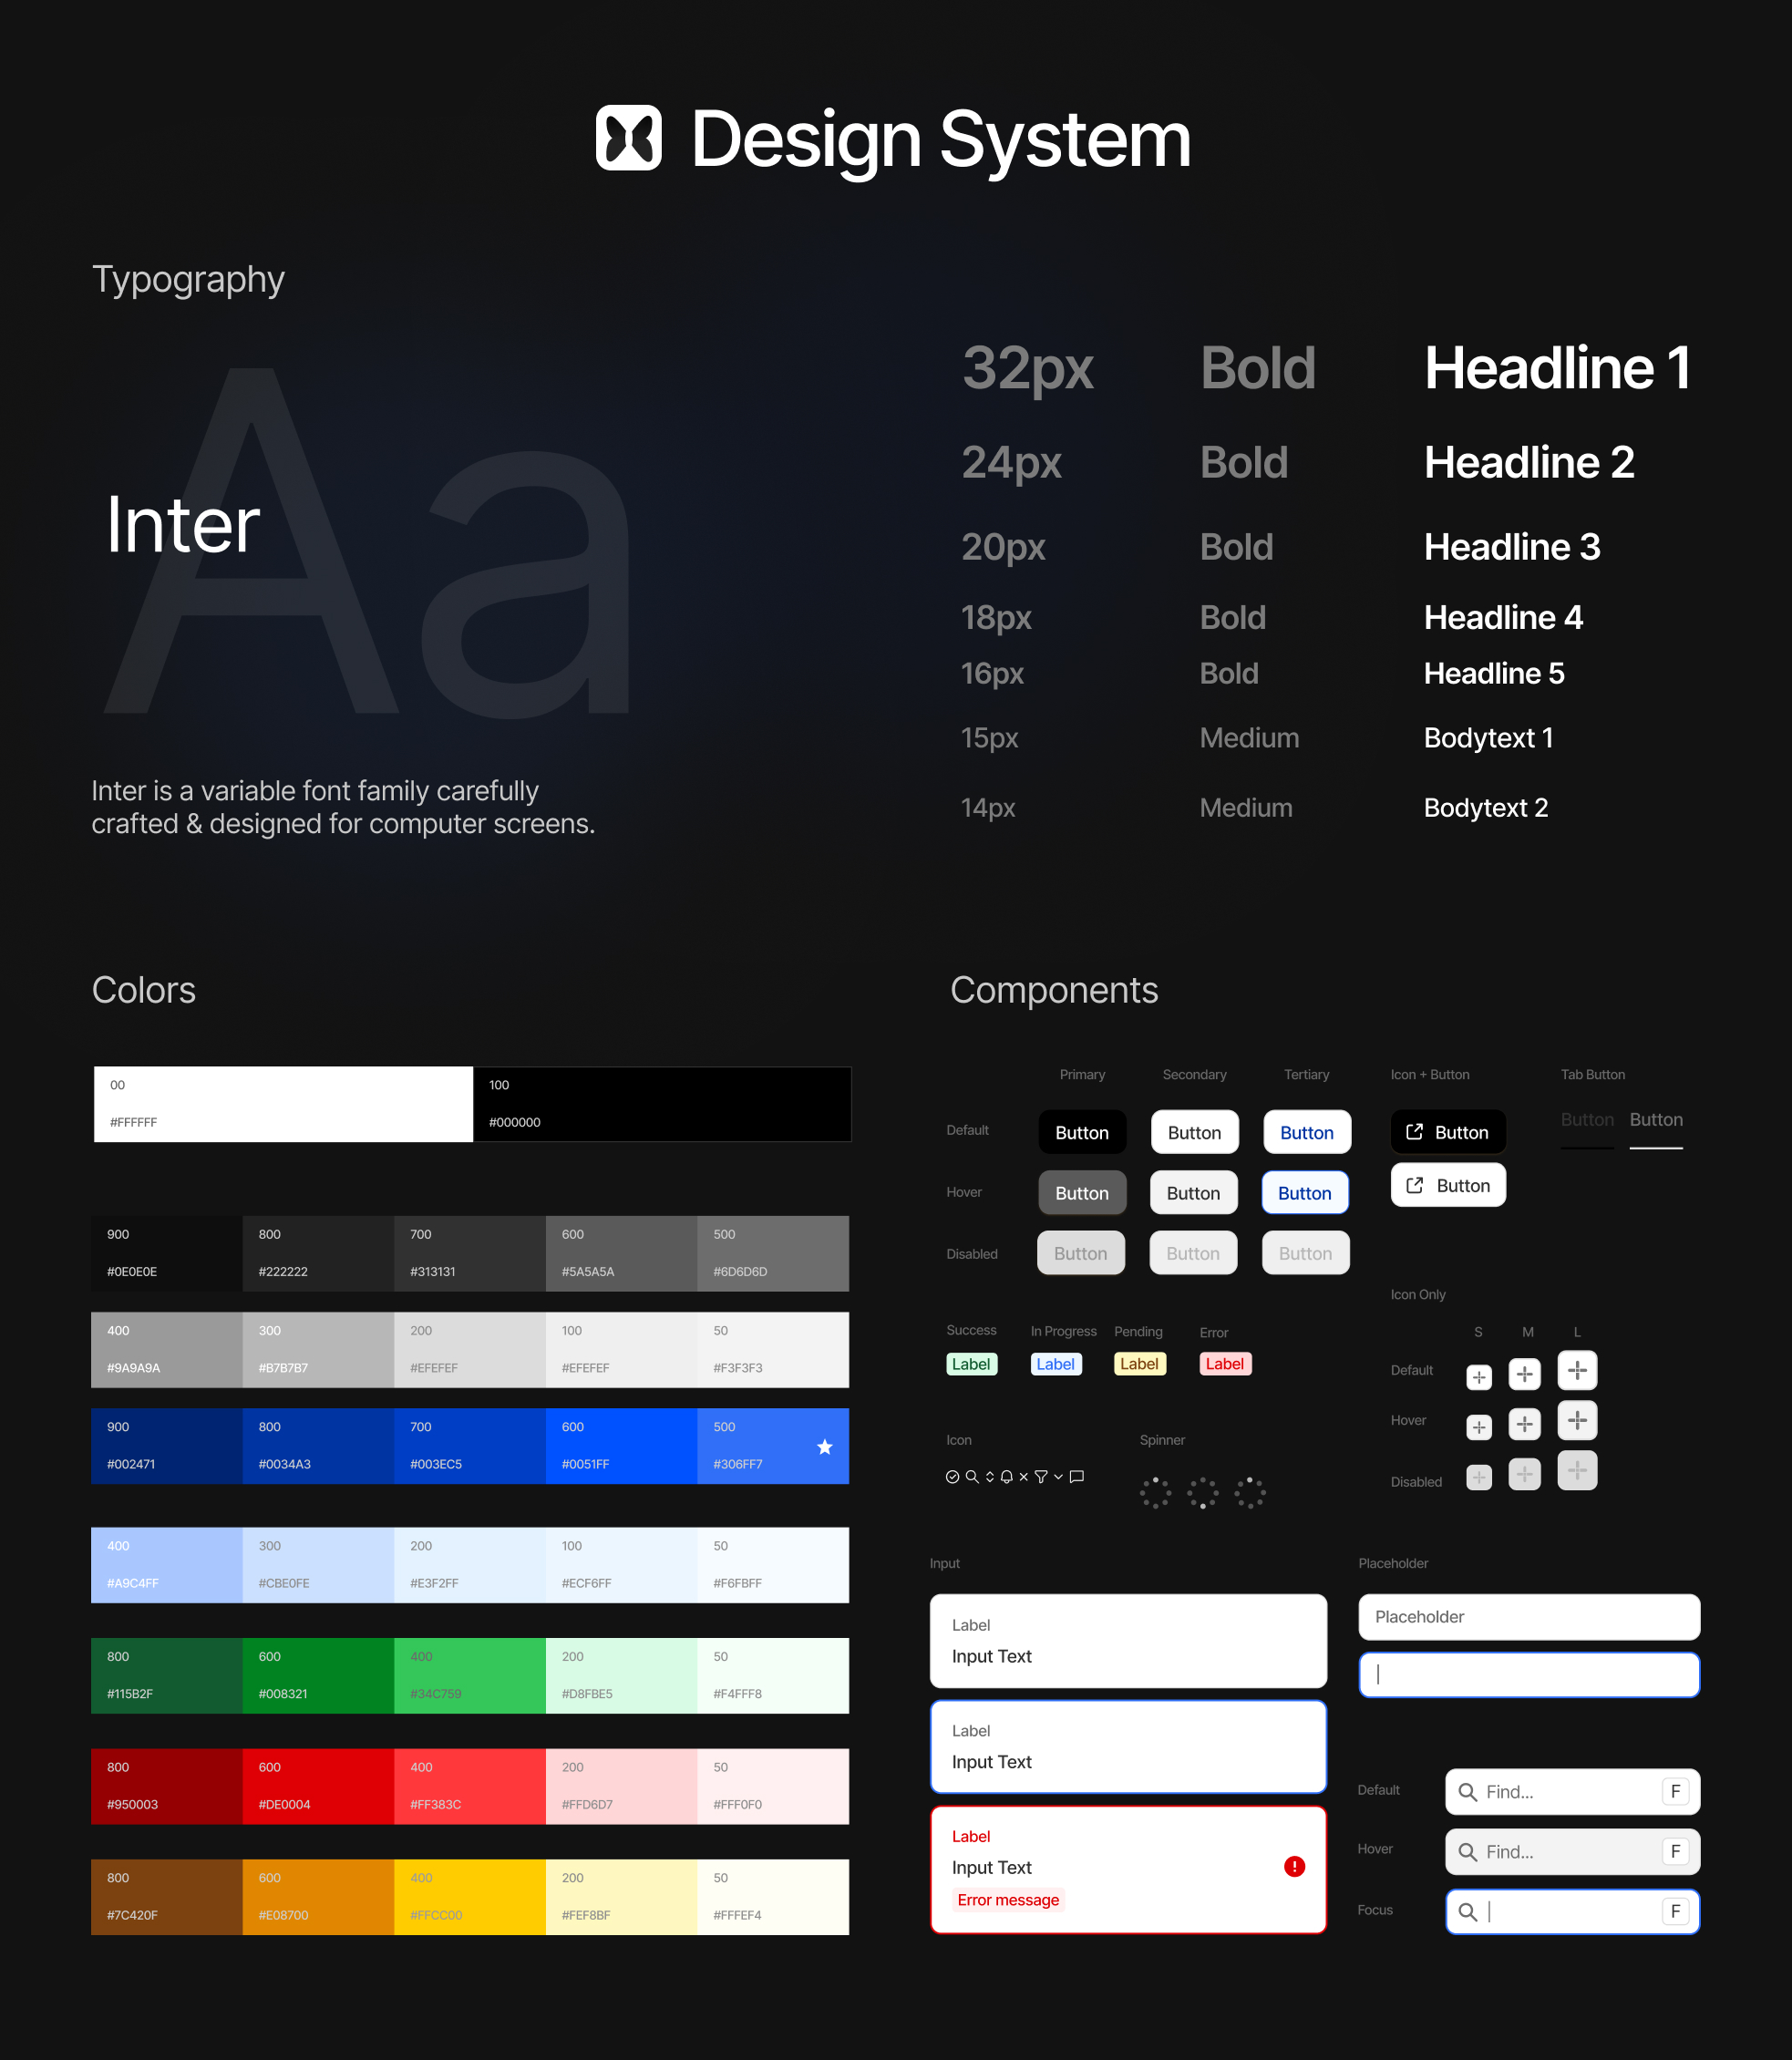 Design System
Typography
Aa
Inter
Inter is a variable font family carefully
crafted & designed for computer screens.
32px Bold Headline 1
24px Bold Headline 2
20px Bold Headline 3
18px Bold Headline 4
16px Bold Headline 5
15px Medium Bodytext 1
14px Medium Bodytext 2
Colors
00 100
#FFFFFF #000000
900 800 700 600 500
#0E0E0E #222222 #313131 #5A5A5A #6D6D6D
400 300 200 100 50
#9A9A9A #B7B7B7 #EFEFEF #EFEFEF #F3F3F3
900 800 700 600 500
#002471 #0034A3 #003EC5 #0051FF #306FF7
400 300 200 100 50
#A9C4FF #CBE0FE #E3F2FF #ECF6FF #F6FBFF
800 600 400 200 50
#115B2F #008321 #34C759 #D8FBE5 #F4FFF8
800 600 400 200 50
#950003 #DE0004 #FF383C #FFD6D7 #FFF0F0
800 600 400 200 50
#7C420F #E08700 #FFCC00 #FEF8BF #FFFEF4
Components
Primary Secondary Tertiary
Default Button Button Button
Hover Button Button Button
Disabled Button Button Button
Icon + Button
Button
Button
Tab Button
Button Button
Success In Progress Pending Error
Label Label Label Label
Icon Only
S M L
Default
Hover
Disabled
Icon
Spinner
Input
Label
Input Text
Label
Input Text
Label
Input Text
Error message
Placeholder
Placeholder
Default Find... F
Hover Find... F
Focus F